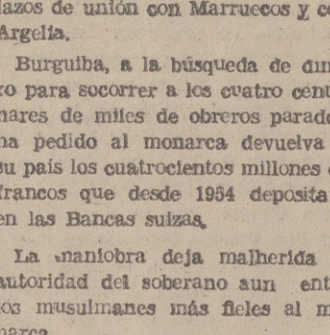 lazos de unión con Marruecos y c
Argelia.
Burguiba, a la búsqueda de din
ro para socorrer a los cuatro cent
nares de miles de obreros parad
ha pedido al monarca devuelva
su país los cuatrocientos millones
francos que desde 1954 deposita
en las Bancas suizas.
La maniobra deja malherida
autoridad del soberano aun ent
los musulmanes más fieles al m
narca